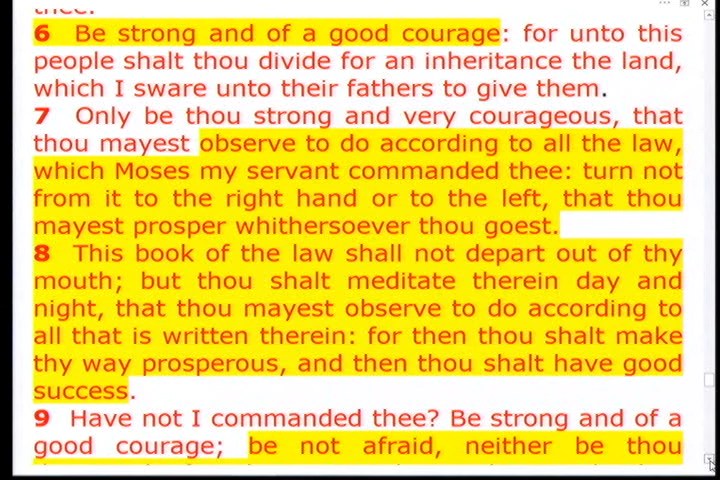 thee.
6 Be strong and of a good courage: for unto this
people shalt thou divide for an inheritance the land,
which I sware unto their fathers to give them.
7 Only be thou strong and very courageous, that
thou mayest observe to do according to all the law,
which Moses my servant commanded thee: turn not
from it to the right hand or to the left, that thou
mayest prosper whithersoever thou goest.
8 This book of the law shall not depart out of thy
mouth; but thou shalt meditate therein day and
night, that thou mayest observe to do according to
all that is written therein: for then thou shalt make
thy way prosperous, and then thou shalt have good
success.
9 Have not I commanded thee? Be strong and of a
good courage; be not afraid, neither be thou